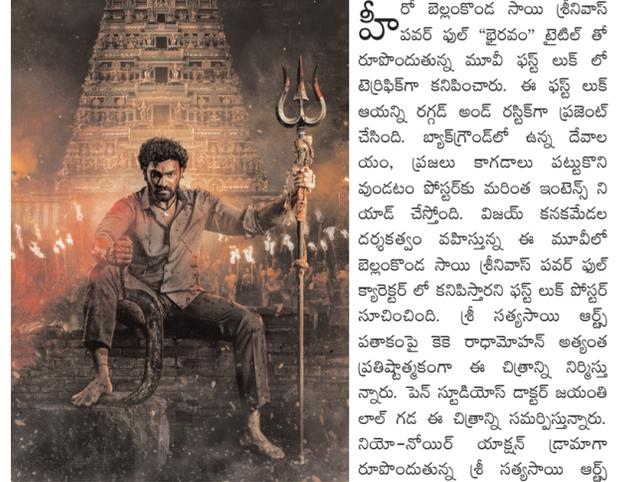 హీరో బెల్లంకొండ సాయి శ్రీనివాస్
పవర్ ఫుల్ “భైరవం” టైటిల్ తో
రూపొందుతున్న మూవీ ఫస్ట్ లుక్ లో
టెర్రిఫిక్‌గా కనిపించారు. ఈ ఫస్ట్ లుక్
ఆయన్ని రగ్గడ్ అండ్ రస్టిక్‌గా ప్రజెంట్
చేసింది. బ్యాక్‌గ్రౌండ్‌లో ఉన్న దేవాల
యం, ప్రజలు కాగడాలు పట్టుకొని
వుండటం పోస్టర్‌కు మరింత ఇంటెన్స్ ని
యాడ్ చేస్తోంది. విజయ్ కనకమేడల
దర్శకత్వం వహిస్తున్న ఈ మూవీలో
బెల్లంకొండ సాయి శ్రీనివాస్ పవర్ ఫుల్
క్యారెక్టర్ లో కనిపిస్తారని ఫస్ట్ లుక్ పోస్టర్
సూచించింది. శ్రీ సత్యసాయి ఆర్ట్స్
పతాకంపై కెకె రాధామోహన్ అత్యంత
ప్రతిష్టాత్మకంగా ఈ చిత్రాన్ని నిర్మిస్తు
న్నారు. పెన్ స్టూడియోస్ డాక్టర్ జయంతి
లాల్ గడ ఈ చిత్రాన్ని సమర్పిస్తున్నారు.
నియో-నోయిర్ యాక్షన్ డ్రామాగా
రూపొందుతున్న శ్రీ సత్యసాయి ఆర్ట్స్